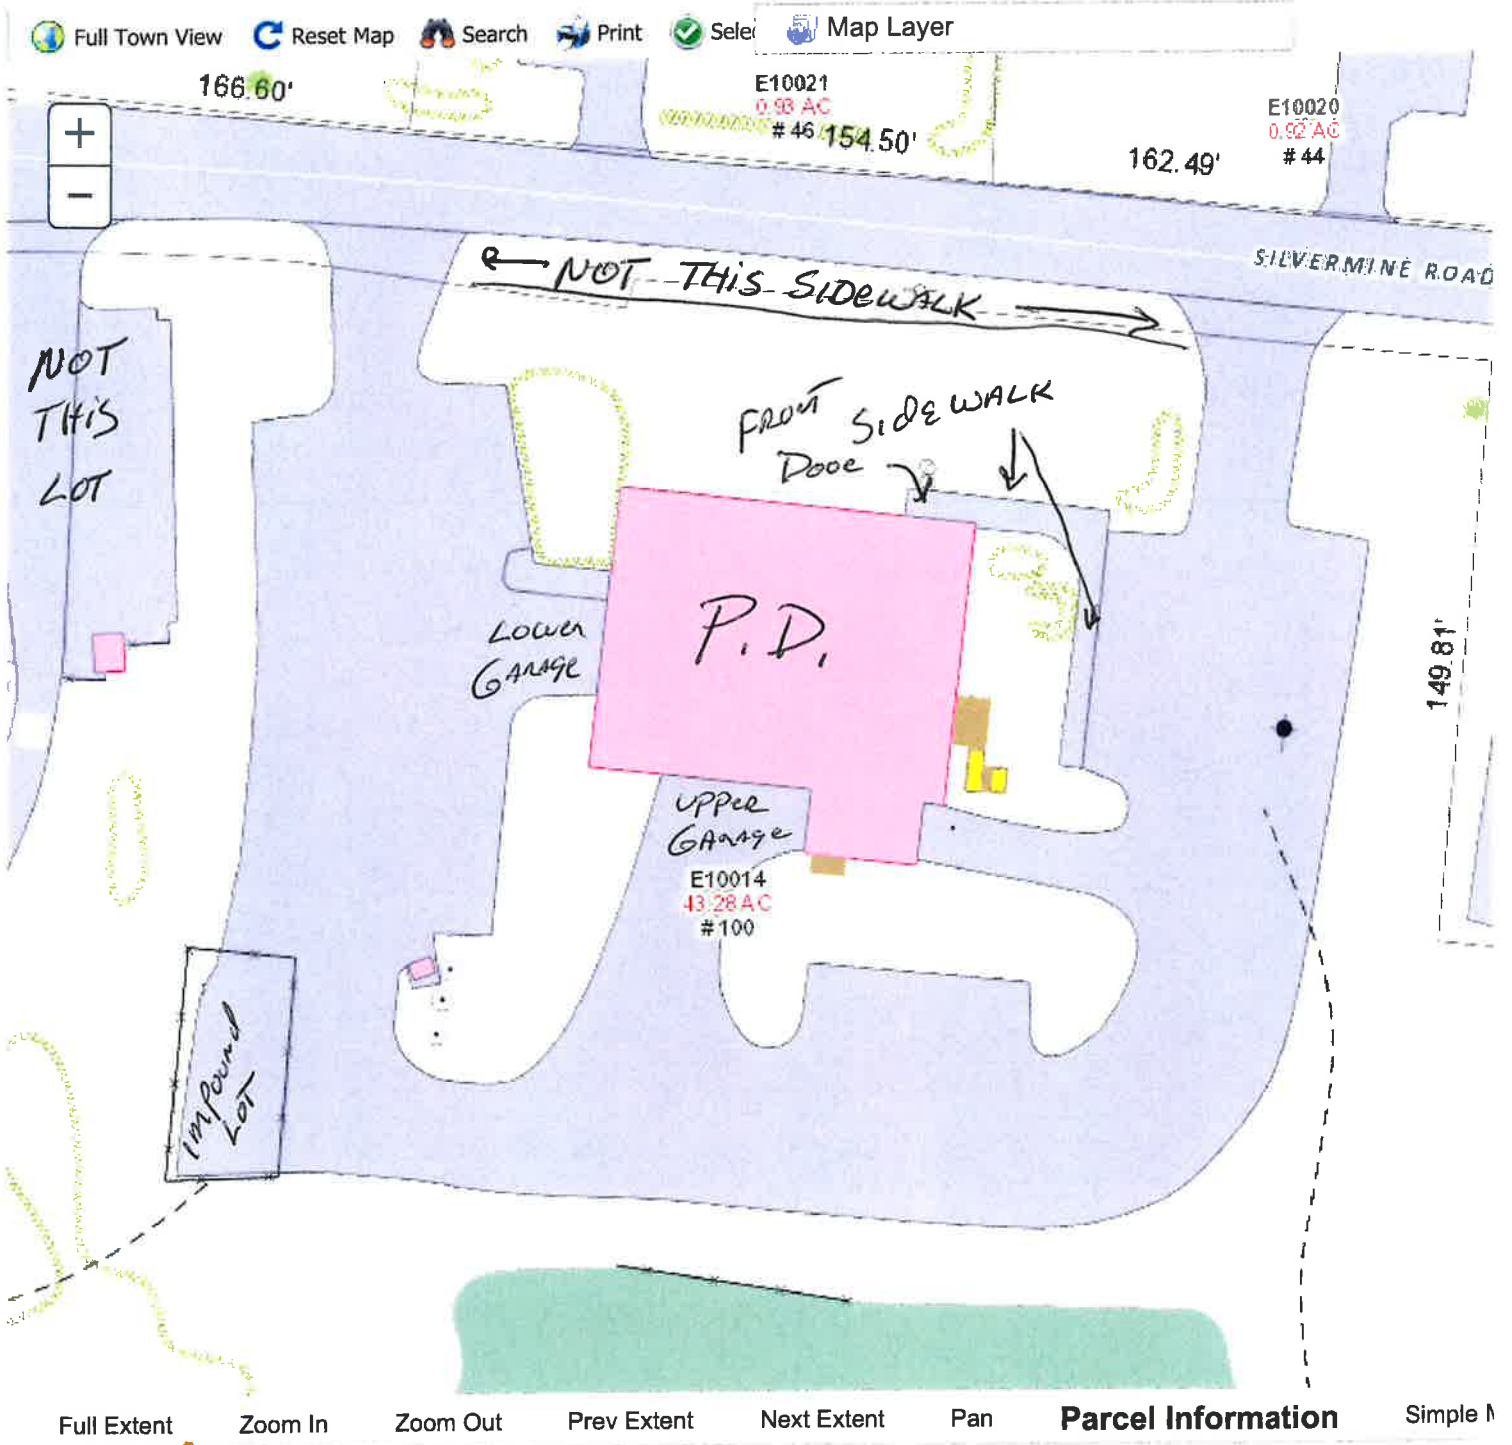 Full Town View Reset Map Search Print Selec Map Layer
166.60'
E10021
0.93 AC
# 46
154.50'
162.49'
E10020
0.92 AC
# 44
+
−
SILVERMINE ROAD
NOT THIS SIDEWALK
NOT
THIS
LOT
FRONT
DOOR
SIDEWALK
P.D.
LOWER
GARAGE
149.81'
UPPER
GARAGE
E10014
43.28 AC
# 100
IMPOUND
LOT
Full Extent Zoom In Zoom Out Prev Extent Next Extent Pan Parcel Information Simple M